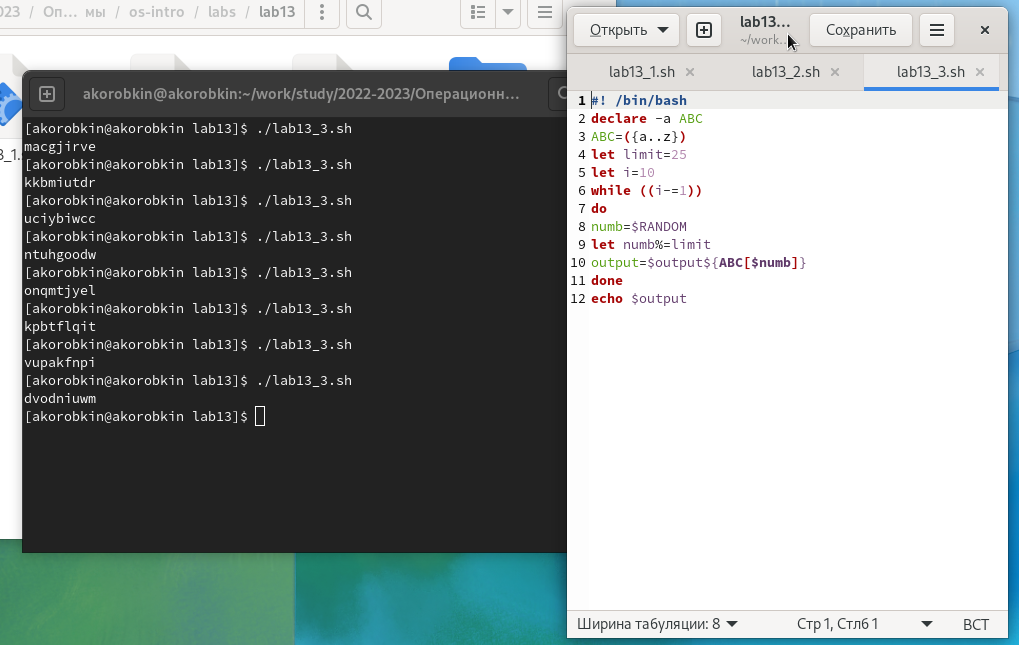 023 / Оп… мы / os-intro / labs / lab13
akorobkin@akorobkin:~/work/study/2022-2023/Операционн…
[akorobkin@akorobkin lab13]$ ./lab13_3.sh
macgjirve
[akorobkin@akorobkin lab13]$ ./lab13_3.sh
kkbmiutdr
[akorobkin@akorobkin lab13]$ ./lab13_3.sh
uciybiwcc
[akorobkin@akorobkin lab13]$ ./lab13_3.sh
ntuhgoodw
[akorobkin@akorobkin lab13]$ ./lab13_3.sh
onqmtjyel
[akorobkin@akorobkin lab13]$ ./lab13_3.sh
kpbtflqit
[akorobkin@akorobkin lab13]$ ./lab13_3.sh
vupakfnpi
[akorobkin@akorobkin lab13]$ ./lab13_3.sh
dvodniuwm
[akorobkin@akorobkin lab13]$
3_1.
Открыть
lab13…
~/work…
Сохранить
lab13_1.sh × lab13_2.sh × lab13_3.sh ×
1 #! /bin/bash
2 declare -a ABC
3 ABC=({a..z})
4 let limit=25
5 let i=10
6 while ((i-=1))
7 do
8 numb=$RANDOM
9 let numb%=limit
10 output=$output${ABC[$numb]}
11 done
12 echo $output
Ширина табуляции: 8 Стр 1, Стлб 1 ВСТ